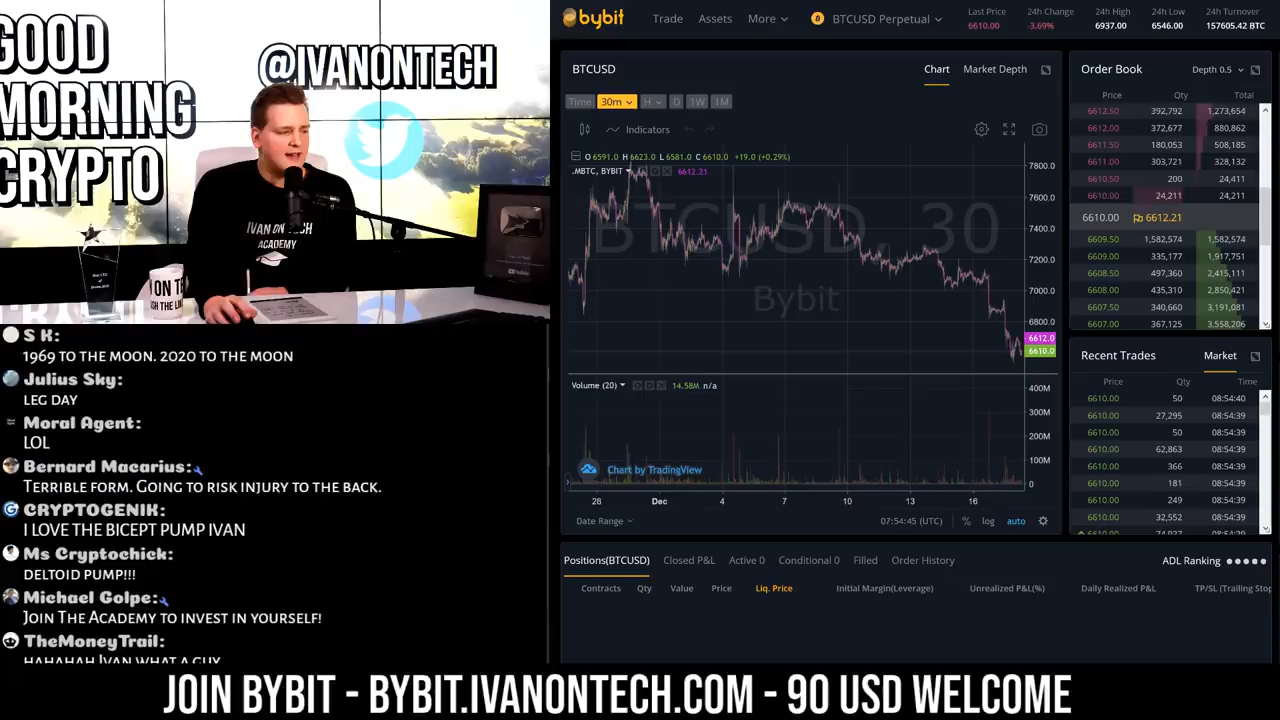 GOOD
MORNING
CRYPTO
@IVANONTECH
IVAN ON TECH
ACADEMY
S K:
1969 TO THE MOON. 2020 TO THE MOON
Julius Sky:
LEG DAY
Moral Agent:
LOL
Bernard Macarius:
TERRIBLE FORM. GOING TO RISK INJURY TO THE BACK.
CRYPTOGENIK:
I LOVE THE BICEPT PUMP IVAN
Ms Cryptochick:
DELTOID PUMP!!!
Michael Golpe:
JOIN THE ACADEMY TO INVEST IN YOURSELF!
TheMoneyTrail:
HAHAHAH IVAN WHAT A GUY
bybit
Trade Assets More BTCUSD Perpetual
Last Price 24h Change 24h High 24h Low 24h Turnover
6610.00 -3.69% 6937.00 6546.00 157605.42 BTC
BTCUSD Chart Market Depth
Time 30m H D 1W 1M
Indicators
O 6591.0 H 6623.0 L 6581.0 C 6610.0 +19.0 (+0.29%)
.MBTC, BYBIT 6612.21
BTCUSD, 30
Bybit
7800.0
7600.0
7400.0
7200.0
7000.0
6800.0
6612.0
6610.0
Volume (20) 14.58M n/a
400M
300M
200M
100M
0
Chart by TradingView
28 Dec 4 7 10 13 16
Date Range 07:54:45 (UTC) % log auto
Order Book Depth 0.5
Price Qty Total
6612.50 392,792 1,273,654
6612.00 372,677 880,862
6611.50 180,053 508,185
6611.00 303,721 328,132
6610.50 200 24,411
6610.00 24,211 24,211
6610.00 6612.21
6609.50 1,582,574 1,582,574
6609.00 335,177 1,917,751
6608.50 497,360 2,415,111
6608.00 435,310 2,850,421
6607.50 340,660 3,191,081
6607.00 367,125 3,558,206
Recent Trades Market
Price Qty Time
6610.00 50 08:54:40
6610.00 27,295 08:54:39
6610.00 50 08:54:39
6610.00 62,863 08:54:39
6610.00 366 08:54:39
6610.00 181 08:54:39
6610.00 249 08:54:39
6610.00 32,552 08:54:39
6610.00 74,937 08:54:39
Positions(BTCUSD) Closed P&L Active 0 Conditional 0 Filled Order History ADL Ranking
Contracts Qty Value Price Liq. Price Initial Margin(Leverage) Unrealized P&L(%) Daily Realized P&L TP/SL (Trailing Stop
JOIN BYBIT - BYBIT.IVANONTECH.COM - 90 USD WELCOME